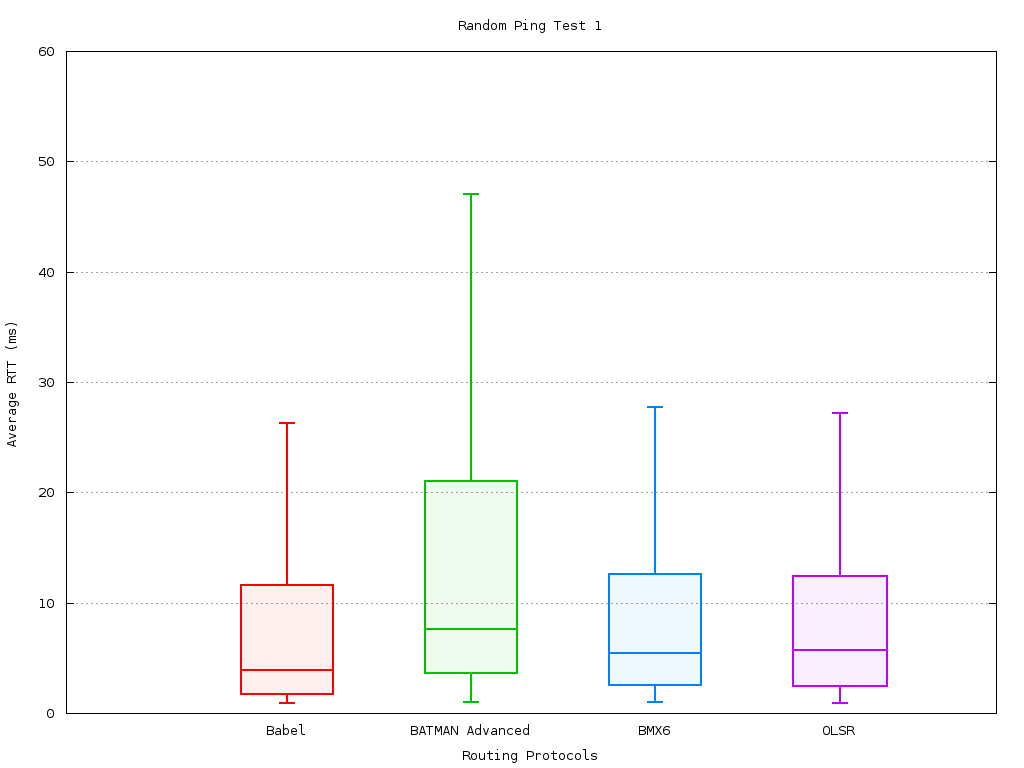 Random Ping Test 1
60
50
40
30
20
10
0
Average RTT (ms)
Babel BATMAN Advanced BMX6 OLSR
Routing Protocols